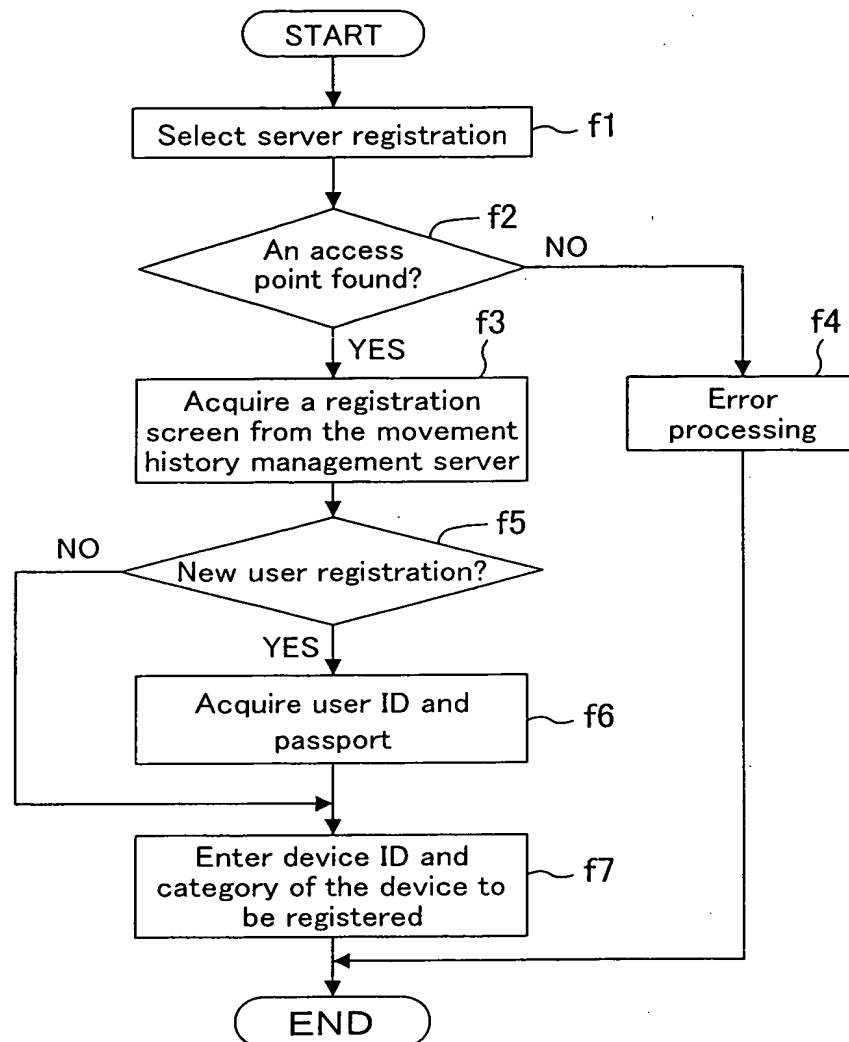 START
Select server registration
f1
f2
An access
point found?
NO
YES
f3
f4
Acquire a registration
screen from the movement
history management server
Error
processing
f5
NO
New user registration?
YES
Acquire user ID and
passport
f6
Enter device ID and
category of the device to
be registered
f7
END